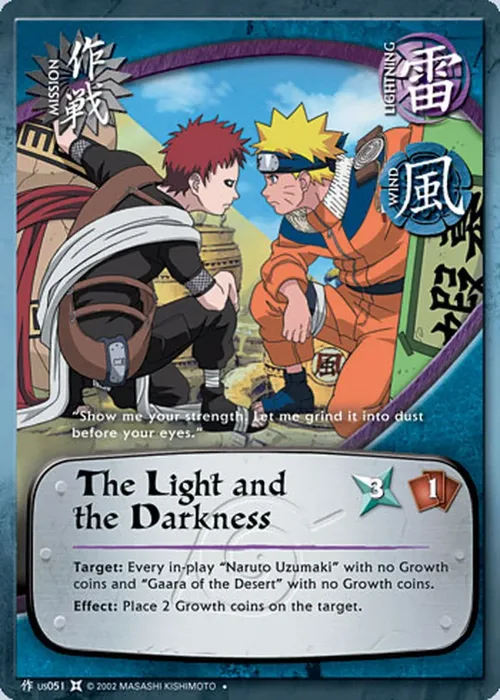 MISSION
作戦
LIGHTNING
雷
WIND
風
風
"Show me your strength. Let me grind it into dust
before your eyes."
The Light and
the Darkness
3
1
Target: Every in-play "Naruto Uzumaki" with no Growth
coins and "Gaara of the Desert" with no Growth coins.
Effect: Place 2 Growth coins on the target.
作 US051 © 2002 MASASHI KISHIMOTO